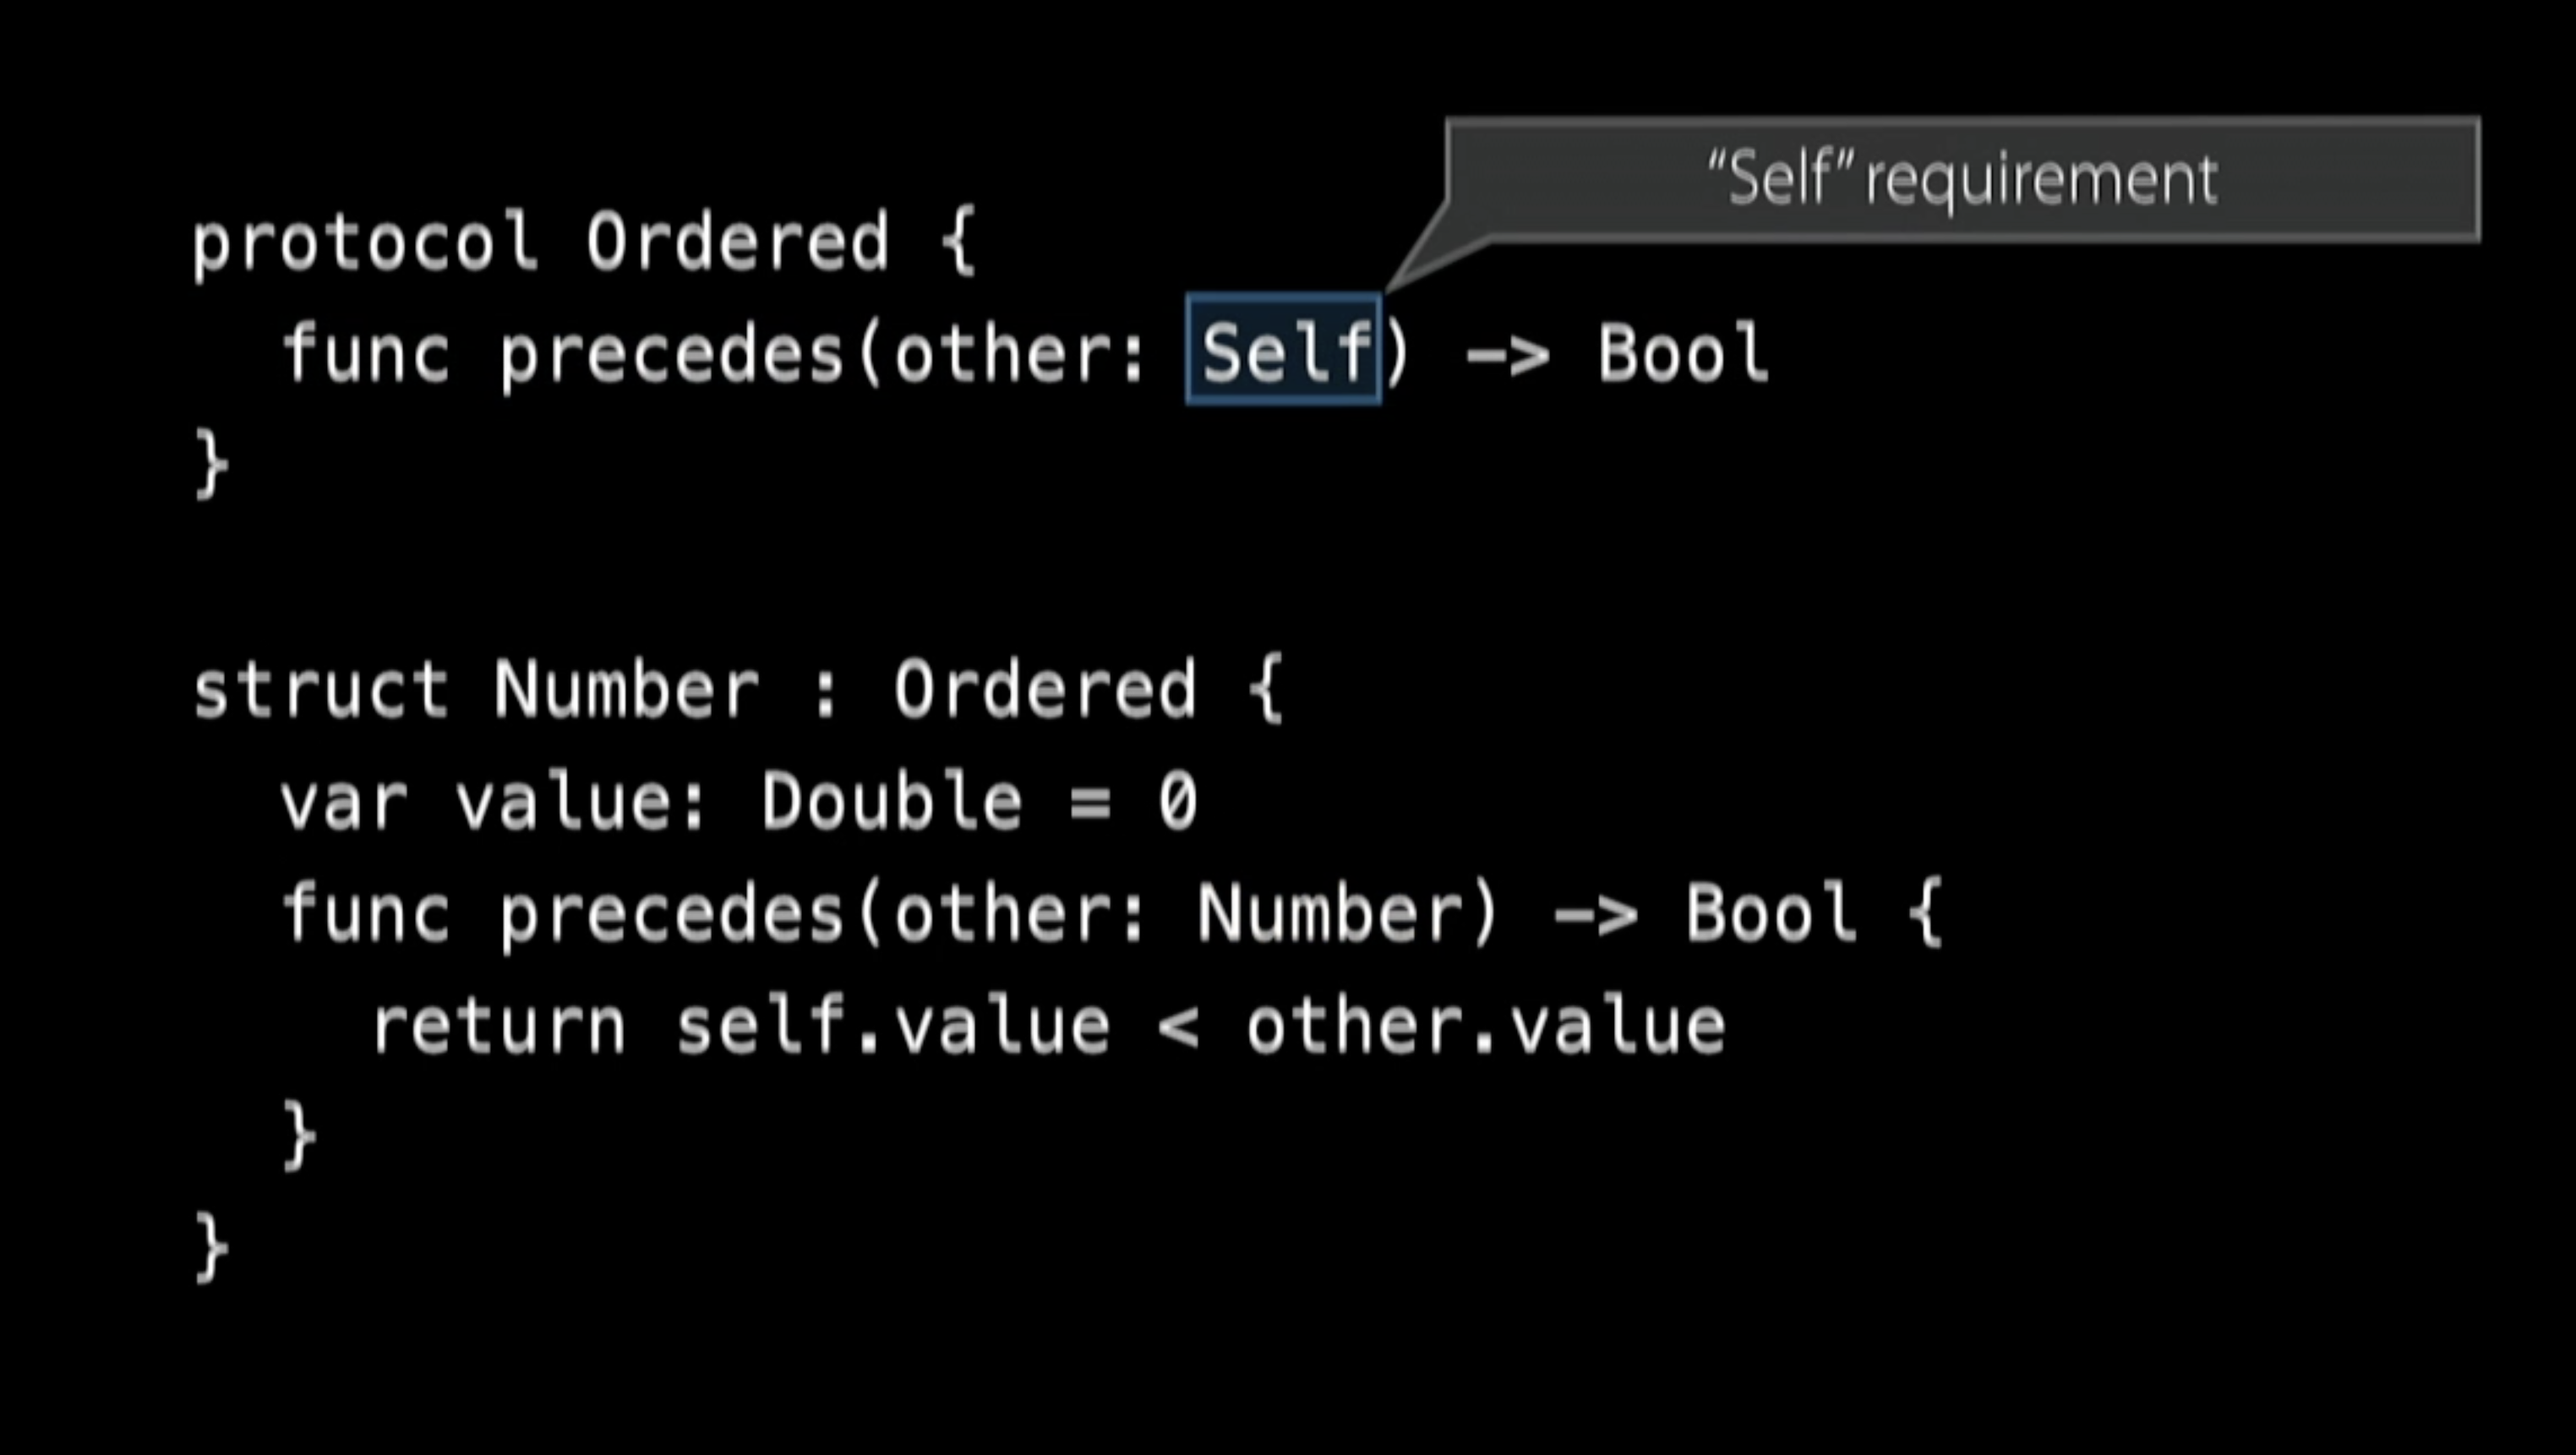 “Self” requirement
protocol Ordered {
  func precedes(other: Self) -> Bool
}
struct Number : Ordered {
  var value: Double = 0
  func precedes(other: Number) -> Bool {
    return self.value < other.value
  }
}